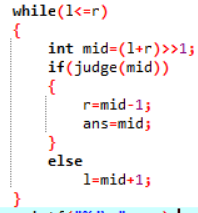 while(l<=r)
{
int mid=(l+r)>>1;
if(judge(mid))
{
r=mid-1;
ans=mid;
}
else
l=mid+1;
}